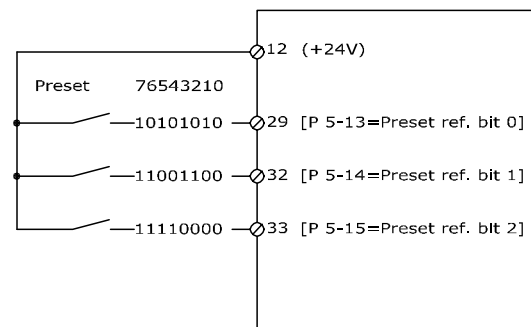 12 (+24V)
Preset 76543210
10101010 29 [P 5-13=Preset ref. bit 0]
11001100 32 [P 5-14=Preset ref. bit 1]
11110000 33 [P 5-15=Preset ref. bit 2]